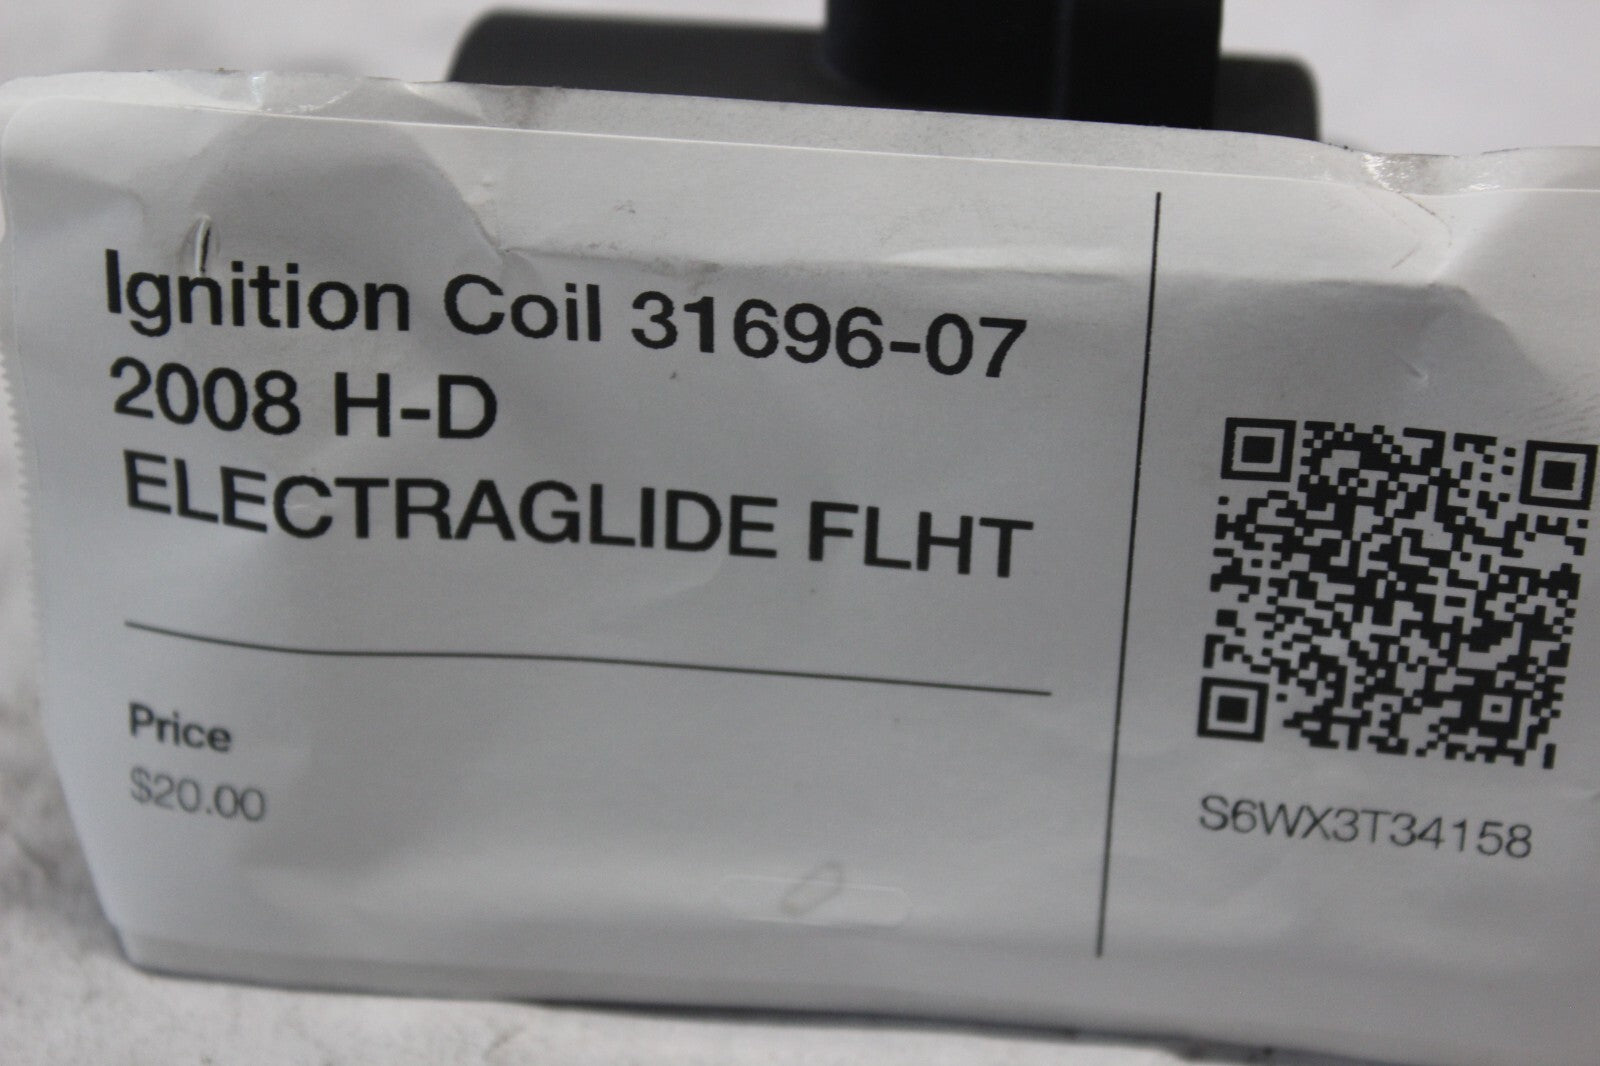 Ignition Coil 31696-07
2008 H-D
ELECTRAGLIDE FLHT
Price
$20.00
S6WX3T34158